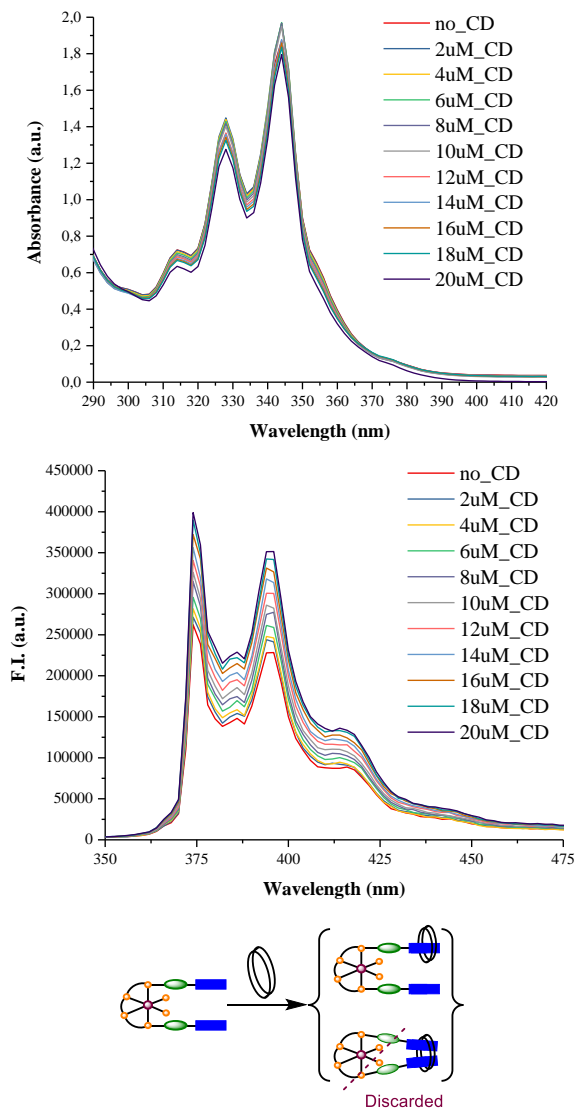 2,0
1,8
1,6
1,4
1,2
1,0
0,8
0,6
0,4
0,2
0,0
Absorbance (a.u.)
290 300 310 320 330 340 350 360 370 380 390 400 410 420
Wavelength (nm)
no_CD
2uM_CD
4uM_CD
6uM_CD
8uM_CD
10uM_CD
12uM_CD
14uM_CD
16uM_CD
18uM_CD
20uM_CD
450000
400000
350000
300000
250000
200000
150000
100000
50000
0
F.I. (a.u.)
350 375 400 425 450 475
Wavelength (nm)
no_CD
2uM_CD
4uM_CD
6uM_CD
8uM_CD
10uM_CD
12uM_CD
14uM_CD
16uM_CD
18uM_CD
20uM_CD
Discarded